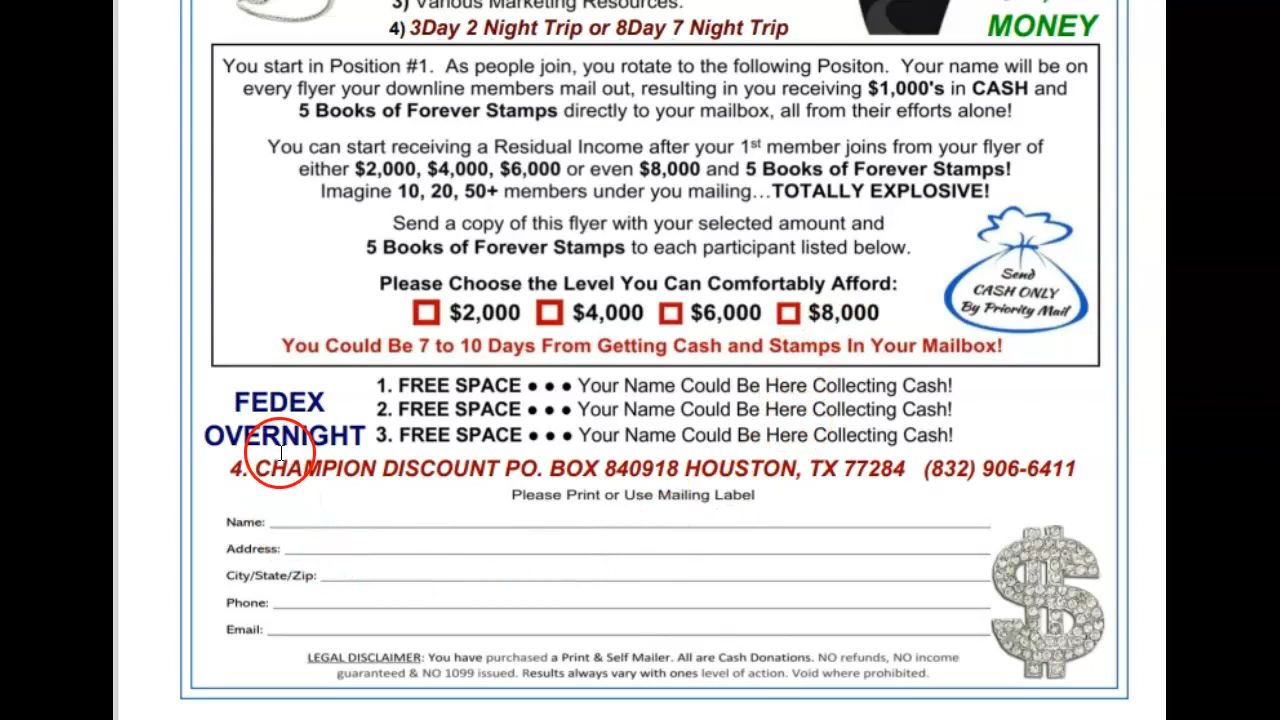 3) Various Marketing Resources.
4) 3Day 2 Night Trip or 8Day 7 Night Trip
MONEY
You start in Position #1. As people join, you rotate to the following Positon. Your name will be on
every flyer your downline members mail out, resulting in you receiving $1,000's in CASH and
5 Books of Forever Stamps directly to your mailbox, all from their efforts alone!
You can start receiving a Residual Income after your 1st member joins from your flyer of
either $2,000, $4,000, $6,000 or even $8,000 and 5 Books of Forever Stamps!
Imagine 10, 20, 50+ members under you mailing…TOTALLY EXPLOSIVE!
Send a copy of this flyer with your selected amount and
5 Books of Forever Stamps to each participant listed below.
Send
CASH ONLY
By Priority Mail
Please Choose the Level You Can Comfortably Afford:
$2,000 $4,000 $6,000 $8,000
You Could Be 7 to 10 Days From Getting Cash and Stamps In Your Mailbox!
FEDEX
OVERNIGHT
1. FREE SPACE ● ● ● Your Name Could Be Here Collecting Cash!
2. FREE SPACE ● ● ● Your Name Could Be Here Collecting Cash!
3. FREE SPACE ● ● ● Your Name Could Be Here Collecting Cash!
4. CHAMPION DISCOUNT PO. BOX 840918 HOUSTON, TX 77284 (832) 906-6411
Please Print or Use Mailing Label
Name:
Address:
City/State/Zip:
Phone:
Email:
LEGAL DISCLAIMER: You have purchased a Print & Self Mailer. All are Cash Donations. NO refunds, NO income
guaranteed & NO 1099 issued. Results always vary with ones level of action. Void where prohibited.